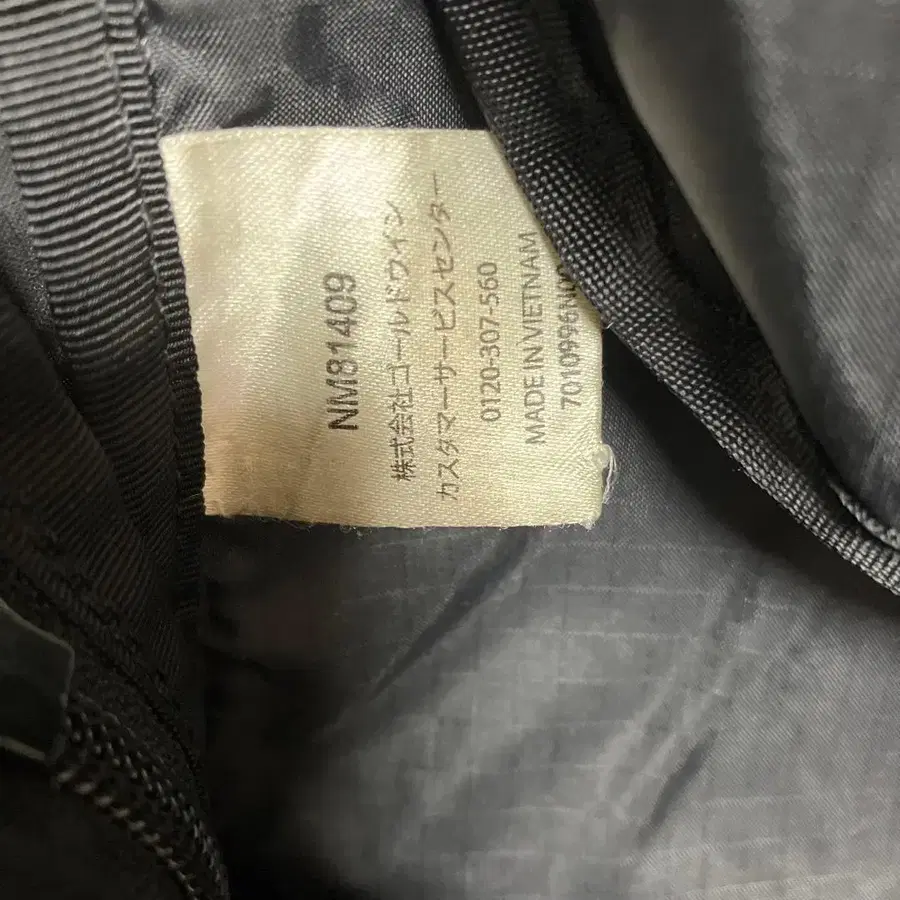 NM81409
株式会社ゴールドウイン
カスタマーサービスセンター
0120-307-560
MADE IN VIETNAM